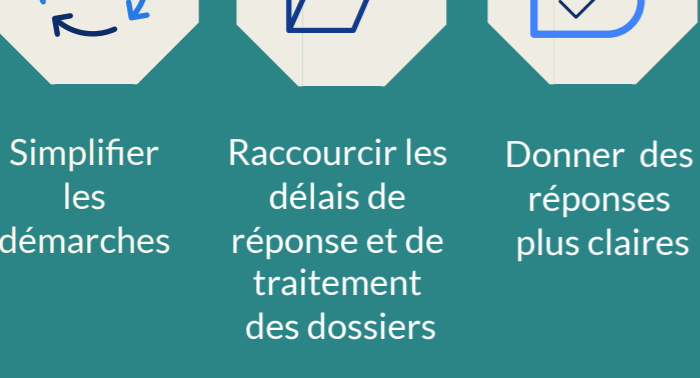 Simplifier
les
démarches
Raccourcir les
délais de
réponse et de
traitement
des dossiers
Donner des
réponses
plus claires